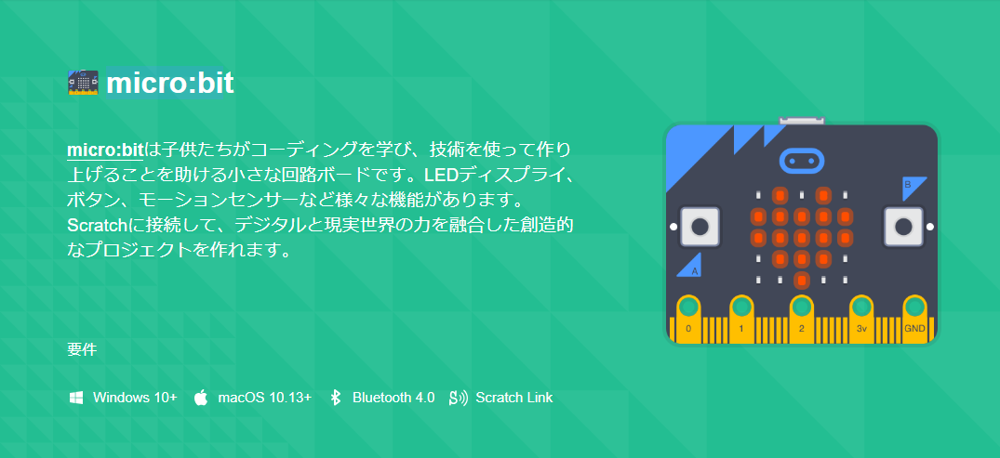 micro:bit
micro:bitは子供たちがコーディングを学び、技術を使って作り
上げることを助ける小さな回路ボードです。LEDディスプライ、
ボタン、モーションセンサーなど様々な機能があります。
Scratchに接続して、デジタルと現実世界の力を融合した創造的
なプロジェクトを作れます。
要件
Windows 10+ macOS 10.13+ Bluetooth 4.0 Scratch Link
B
A
0 1 2 3v GND